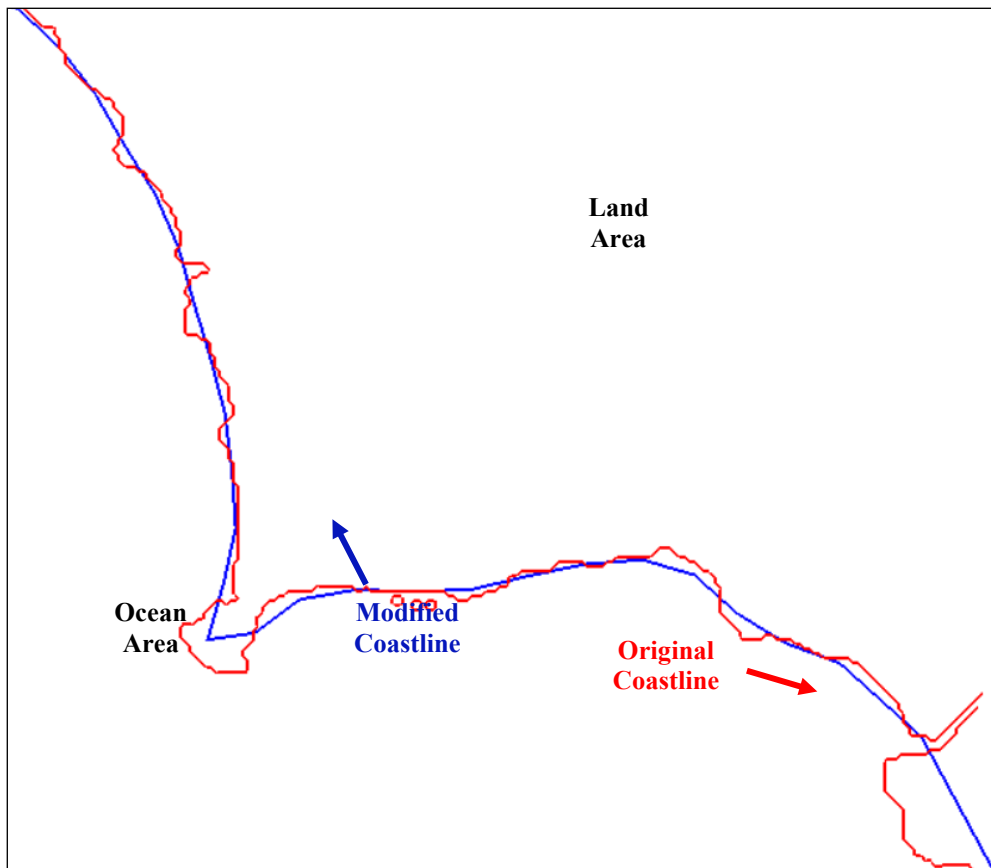 Land
Area
Ocean
Area
Modified
Coastline
Original
Coastline